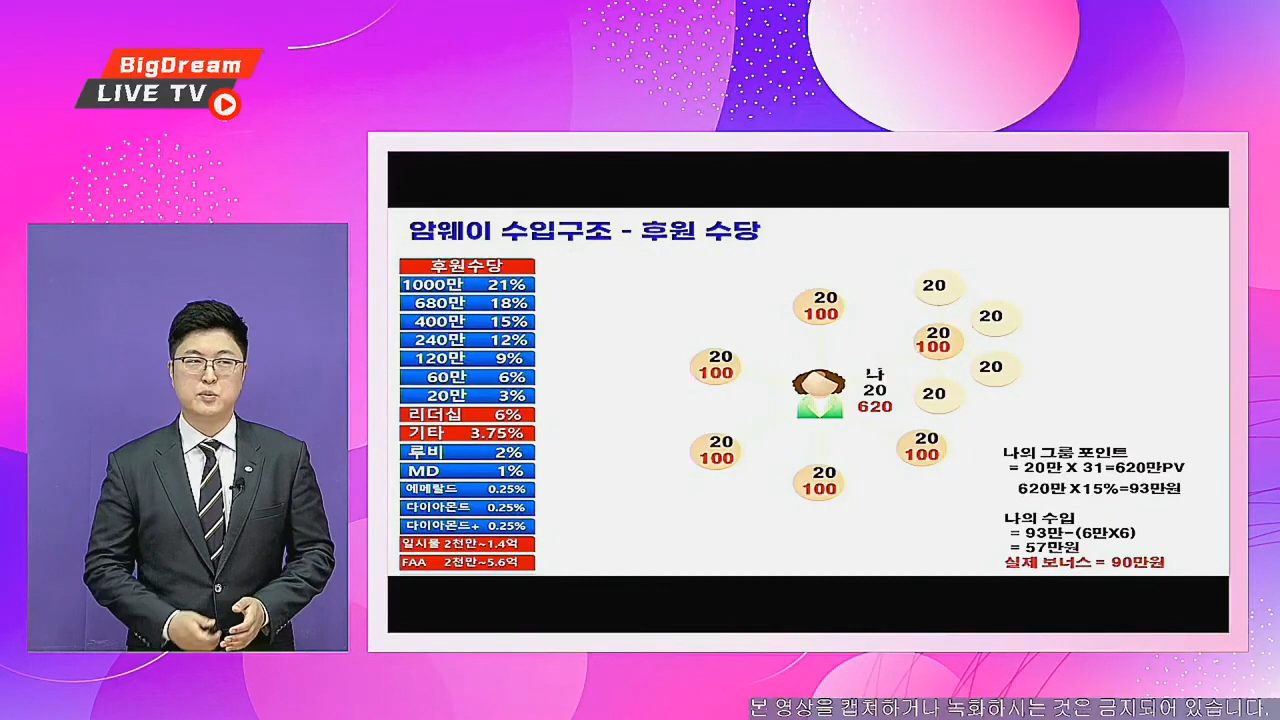 BigDream
LIVE TV
암웨이 수입구조 - 후원 수당
후원수당
1000만 21%
680만 18%
400만 15%
240만 12%
120만 9%
60만 6%
20만 3%
리더십 6%
기타 3.75%
루비 2%
MD 1%
에메랄드 0.25%
다이아몬트 0.25%
다이아몬드+ 0.25%
일시불 2천만~1.4억
FAA 2천만~5.6억
20
20
100
20
20
100
20
100
20
나
20
620
20
20
100
20
100
20
100
나의 그룹 포인트
= 20만 X 31=620만PV
620만 X15%=93만원
나의 수입
= 93만-(6만X6)
= 57만원
실제 보너스 = 90만원
본 영상을 캡쳐하거나 녹화하시는 것은 금지되어 있습니다.